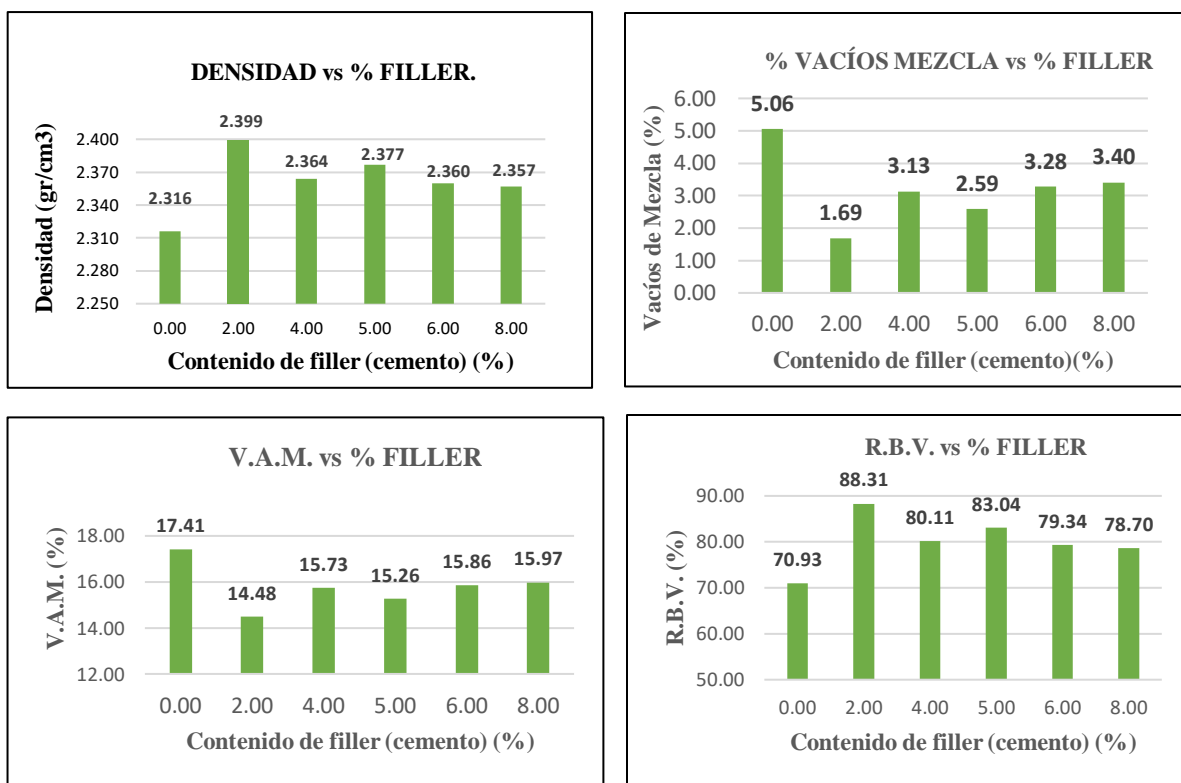 DENSIDAD vs % FILLER.
Densidad (gr/cm3)
2.400
2.370
2.340
2.310
2.280
2.250
2.316
2.399
2.364
2.377
2.360
2.357
0.00 2.00 4.00 5.00 6.00 8.00
Contenido de filler (cemento) (%)
% VACÍOS MEZCLA vs % FILLER
Vacíos de Mezcla (%)
6.00
5.00
4.00
3.00
2.00
1.00
0.00
5.06
1.69
3.13
2.59
3.28
3.40
0.00 2.00 4.00 5.00 6.00 8.00
Contenido de filler (cemento)(%)
V.A.M. vs % FILLER
V.A.M. (%)
18.00
16.00
14.00
12.00
17.41
14.48
15.73
15.26
15.86
15.97
0.00 2.00 4.00 5.00 6.00 8.00
Contenido de filler (cemento) (%)
R.B.V. vs % FILLER
R.B.V. (%)
90.00
80.00
70.00
60.00
50.00
70.93
88.31
80.11
83.04
79.34
78.70
0.00 2.00 4.00 5.00 6.00 8.00
Contenido de filler (cemento) (%)